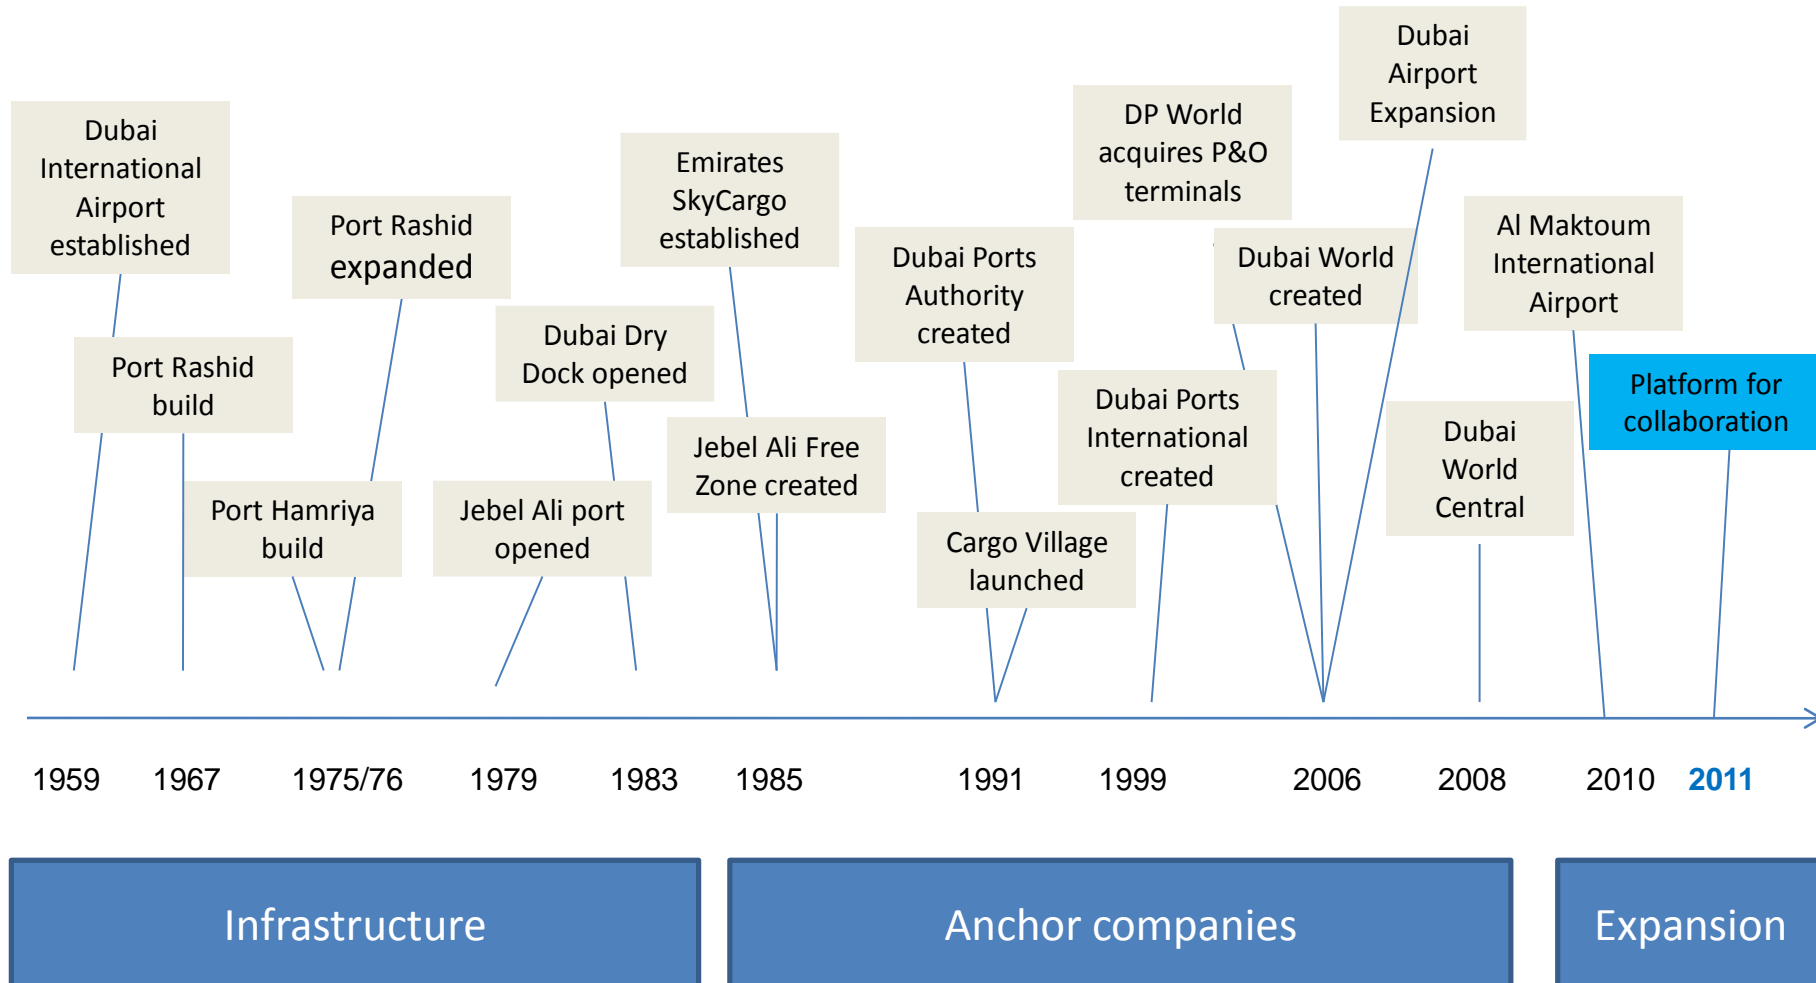 Dubai
International
Airport
established
Port Rashid
build
Port Hamriya
build
Port Rashid
expanded
Jebel Ali port
opened
Dubai Dry
Dock opened
Emirates
SkyCargo
established
Jebel Ali Free
Zone created
Dubai Ports
Authority
created
Cargo Village
launched
Dubai Ports
International
created
DP World
acquires P&O
terminals
Dubai World
created
Dubai
Airport
Expansion
Dubai
World
Central
Al Maktoum
International
Airport
Platform for
collaboration
1959 1967 1975/76 1979 1983 1985 1991 1999 2006 2008 2010 2011
Infrastructure
Anchor companies
Expansion